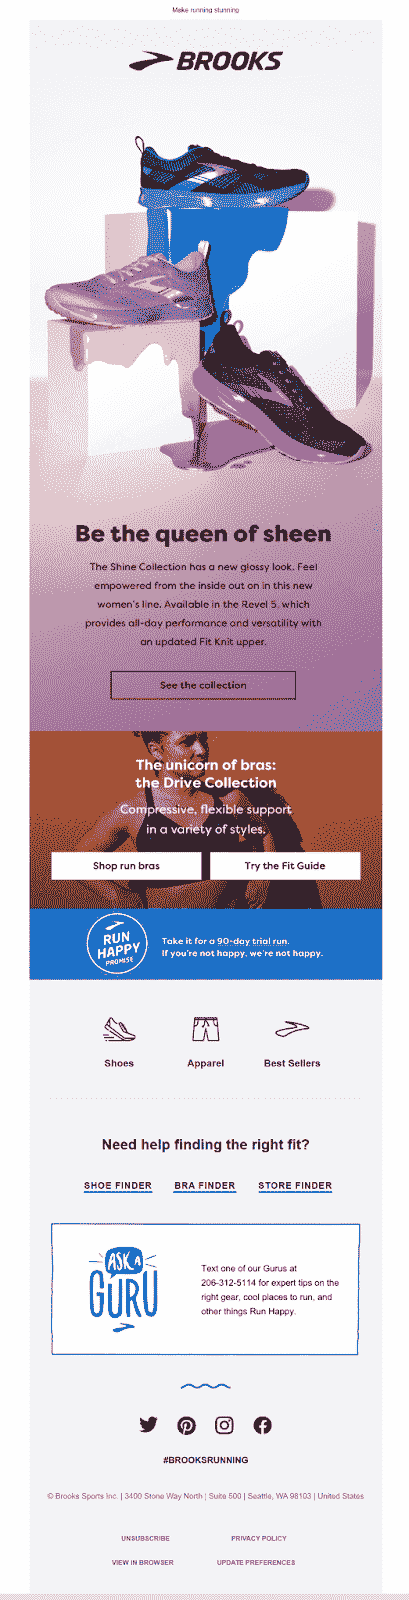 Make running stunning
BROOKS
Be the queen of sheen
The Shine Collection has a new glossy look. Feel
empowered from the inside out on in this new
women's line. Available in the Revel 5, which
provides all-day performance and versatility with
an updated Fit Knit upper.
See the collection
The unicorn of bras:
the Drive Collection
Compressive, flexible support
in a variety of styles.
Shop run bras
Try the Fit Guide
RUN
HAPPY
PROMISE
Take it for a 90-day trial run.
If you're not happy, we're not happy.
Shoes
Apparel
Best Sellers
Need help finding the right fit?
SHOE FINDER
BRA FINDER
STORE FINDER
ASK A
GURU
Text one of our Gurus at
206-312-5114 for expert tips on the
right gear, cool places to run, and
other things Run Happy.
#BROOKSRUNNING
© Brooks Sports Inc. | 3400 Stone Way North | Suite 500 | Seattle, WA 98103 | United States
UNSUBSCRIBE
PRIVACY POLICY
VIEW IN BROWSER
UPDATE PREFERENCES